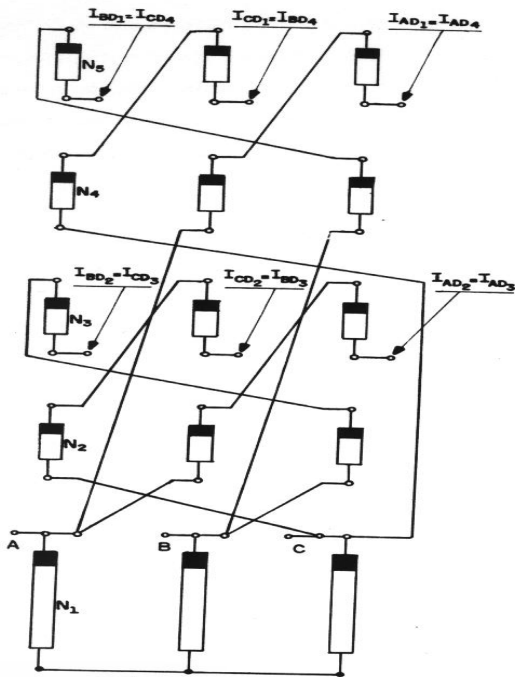 I_BD1=I_CD4 I_CD1=I_BD4 I_AD1=I_AD4
N5
N4
I_BD2=I_CD3 I_CD2=I_BD3 I_AD2=I_AD3
N3
N2
A B C
N1